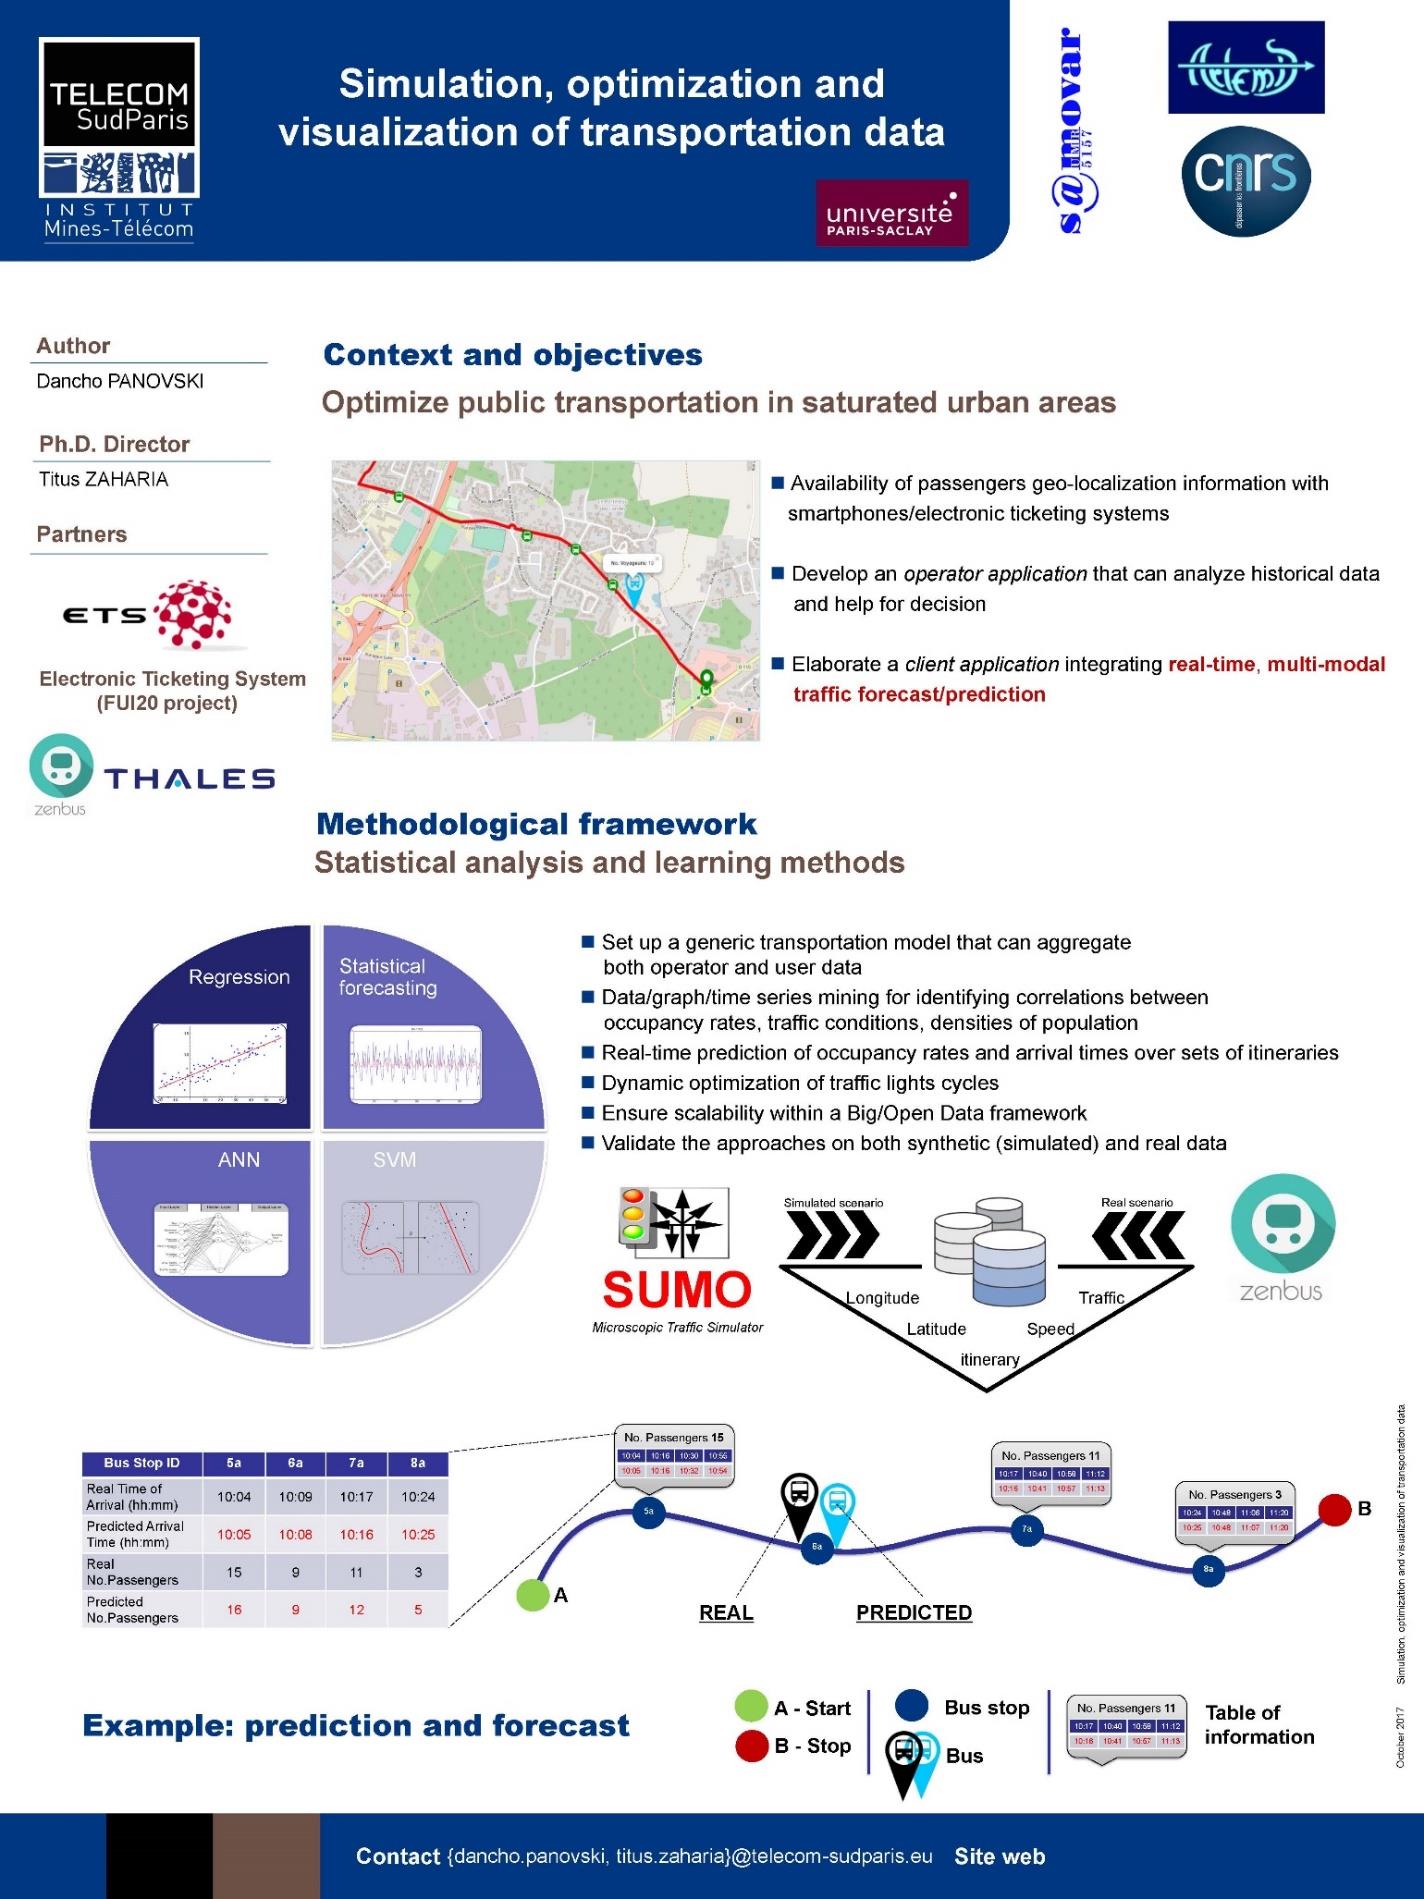 TELECOM
SudParis
INSTITUT
Mines-Télécom
Simulation, optimization and
visualization of transportation data
université
PARIS-SACLAY
s@movar
UMR
5157
Artemis
cnrs
dépasser les frontières
Author
Dancho PANOVSKI
Ph.D. Director
Titus ZAHARIA
Partners
ETS
Electronic Ticketing System
(FUI20 project)
zenbus
THALES
Context and objectives
Optimize public transportation in saturated urban areas
No. Voyageurs: 10
Availability of passengers geo-localization information with
smartphones/electronic ticketing systems
Develop an operator application that can analyze historical data
and help for decision
Elaborate a client application integrating real-time, multi-modal
traffic forecast/prediction
Methodological framework
Statistical analysis and learning methods
Regression
Statistical
forecasting
ANN
SVM
Set up a generic transportation model that can aggregate
both operator and user data
Data/graph/time series mining for identifying correlations between
occupancy rates, traffic conditions, densities of population
Real-time prediction of occupancy rates and arrival times over sets of itineraries
Dynamic optimization of traffic lights cycles
Ensure scalability within a Big/Open Data framework
Validate the approaches on both synthetic (simulated) and real data
SUMO
Microscopic Traffic Simulator
Simulated scenario
Real scenario
Longitude
Traffic
Latitude
Speed
itinerary
zenbus
Bus Stop ID 5a 6a 7a 8a
Real Time of
Arrival (hh:mm) 10:04 10:09 10:17 10:24
Predicted Arrival
Time (hh:mm) 10:05 10:08 10:16 10:25
Real
No.Passengers 15 9 11 3
Predicted
No.Passengers 16 9 12 5
No. Passengers 15
10:04 10:16 10:30 10:55
10:05 10:16 10:32 10:54
5a
A
6a
REAL
PREDICTED
No. Passengers 11
10:17 10:40 10:58 11:12
10:16 10:41 10:57 11:13
7a
No. Passengers 3
10:24 10:48 11:06 11:20
10:25 10:48 11:07 11:20
8a
B
Example: prediction and forecast
A - Start
B - Stop
Bus stop
Bus
No. Passengers 11
10:17 10:40 10:58 11:12
10:16 10:41 10:57 11:13
Table of
information
October 2017 Simulation, optimization and visualization of transportation data
Contact {dancho.panovski, titus.zaharia}@telecom-sudparis.eu Site web